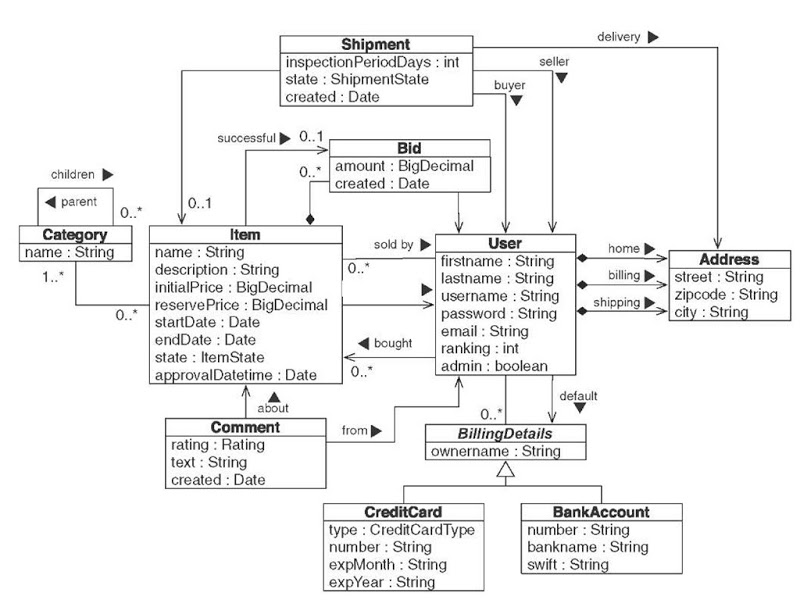 Shipment
inspectionPeriodDays : int
state : ShipmentState
created : Date
delivery ▶
seller
▼
buyer
▼
successful ▶
0..1
Bid
amount : BigDecimal
created : Date
0..*
children ▶
◀ parent
0..*
Category
name : String
1..*
0..*
0..1
Item
name : String
description : String
initialPrice : BigDecimal
reservePrice : BigDecimal
startDate : Date
endDate : Date
state : ItemState
approvalDatetime : Date
sold by ▶
0..*
▶
◀ bought
0..*
User
firstname : String
lastname : String
username : String
password : String
email : String
ranking : int
admin : boolean
home ▶
billing ▶
shipping ▶
Address
street : String
zipcode : String
city : String
▲
about
Comment
rating : Rating
text : String
created : Date
from ▶
0..*
default
▼
BillingDetails
ownername : String
CreditCard
type : CreditCardType
number : String
expMonth : String
expYear : String
BankAccount
number : String
bankname : String
swift : String